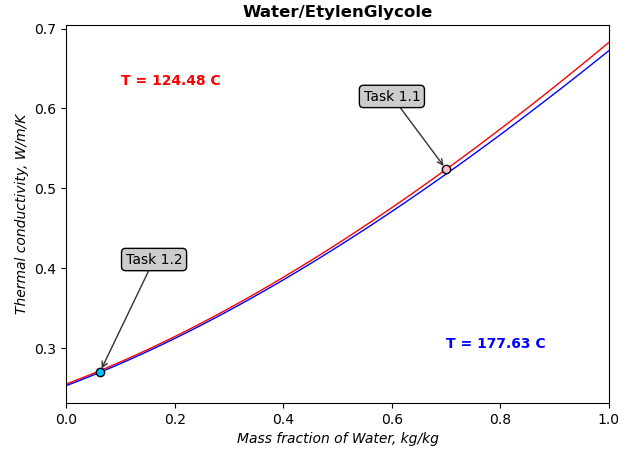 Water/EtylenGlycole
0.7
T = 124.48 C
Task 1.1
0.6
Thermal conductivity, W/m/K
0.5
Task 1.2
0.4
T = 177.63 C
0.3
0.0 0.2 0.4 0.6 0.8 1.0
Mass fraction of Water, kg/kg